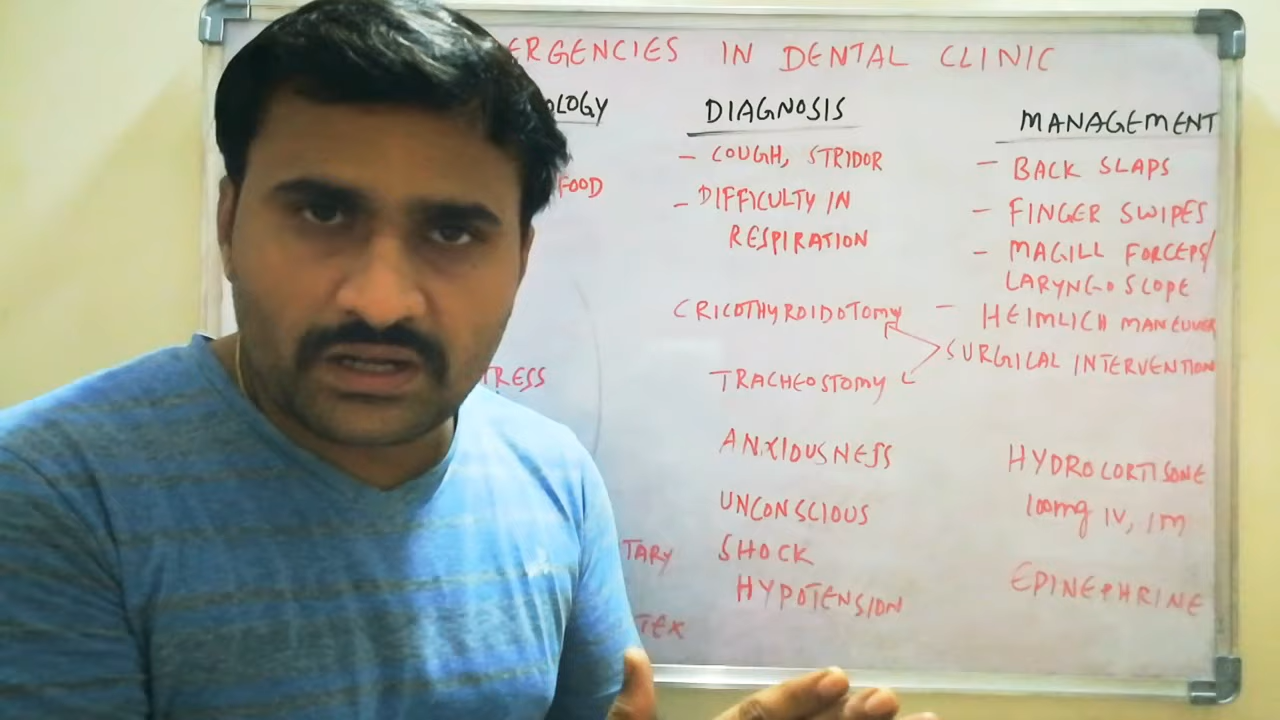 ERGENCIES IN DENTAL CLINIC
OLOGY DIAGNOSIS MANAGEMENT
- COUGH, STRIDOR - BACK SLAPS
FOOD - DIFFICULTY IN - FINGER SWIPES
RESPIRATION - MAGILL FORCEPS/
LARYNGOSCOPE
CRICOTHYROIDOTOMY - HEIMLICH MANEUVER
SURGICAL INTERVENTION
TRESS TRACHEOSTOMY
ANXIOUSNESS HYDROCORTISONE
UNCONSCIOUS 100mg IV, IM
TARY SHOCK
HYPOTENSION EPINEPHRINE
TEX